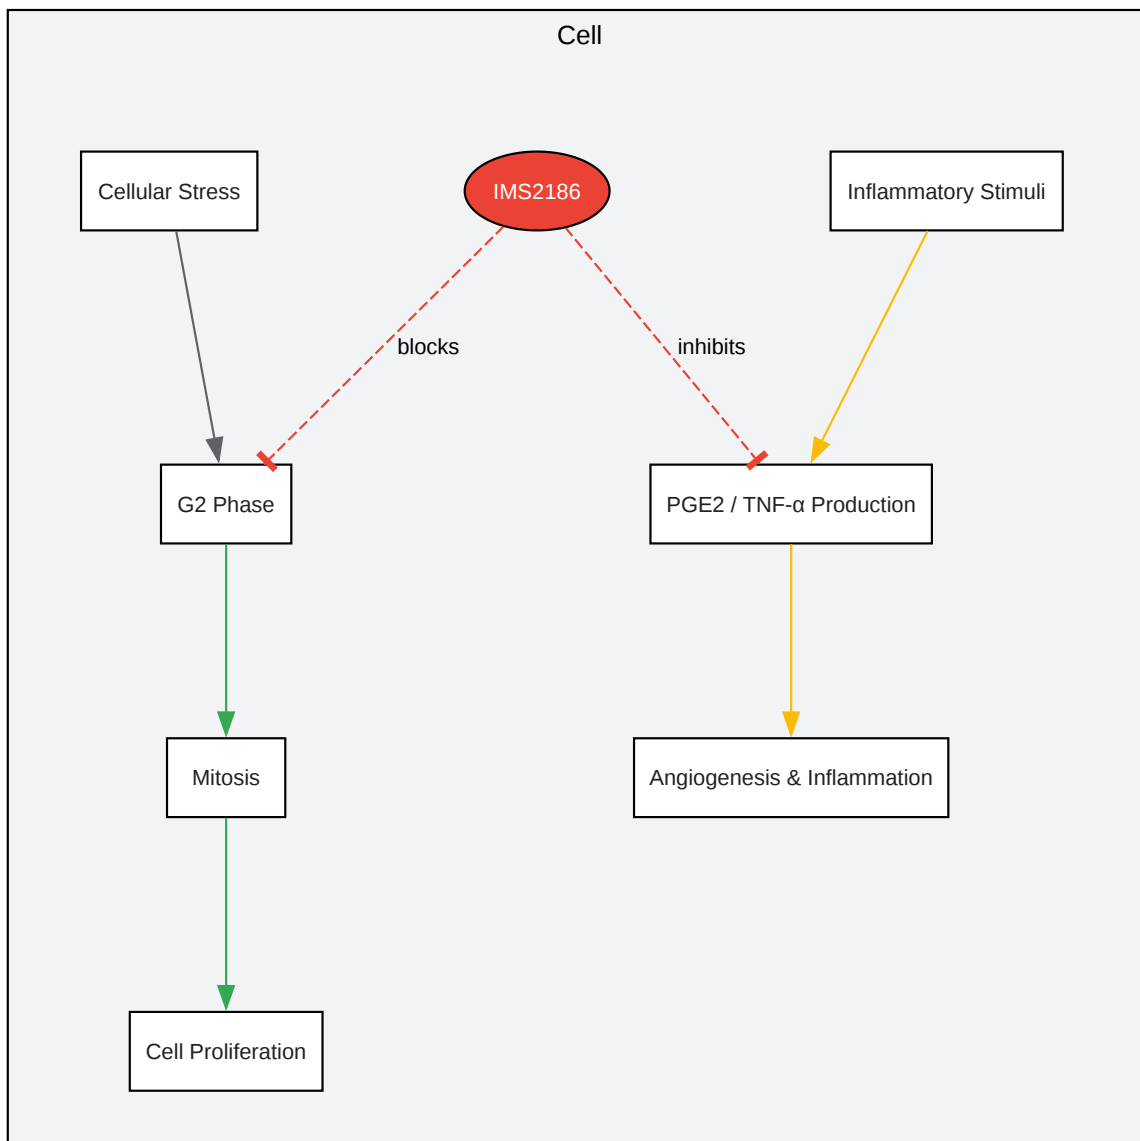 Cell
Cellular Stress
IMS2186
Inflammatory Stimuli
blocks
inhibits
G2 Phase
PGE2 / TNF-α Production
Mitosis
Angiogenesis & Inflammation
Cell Proliferation